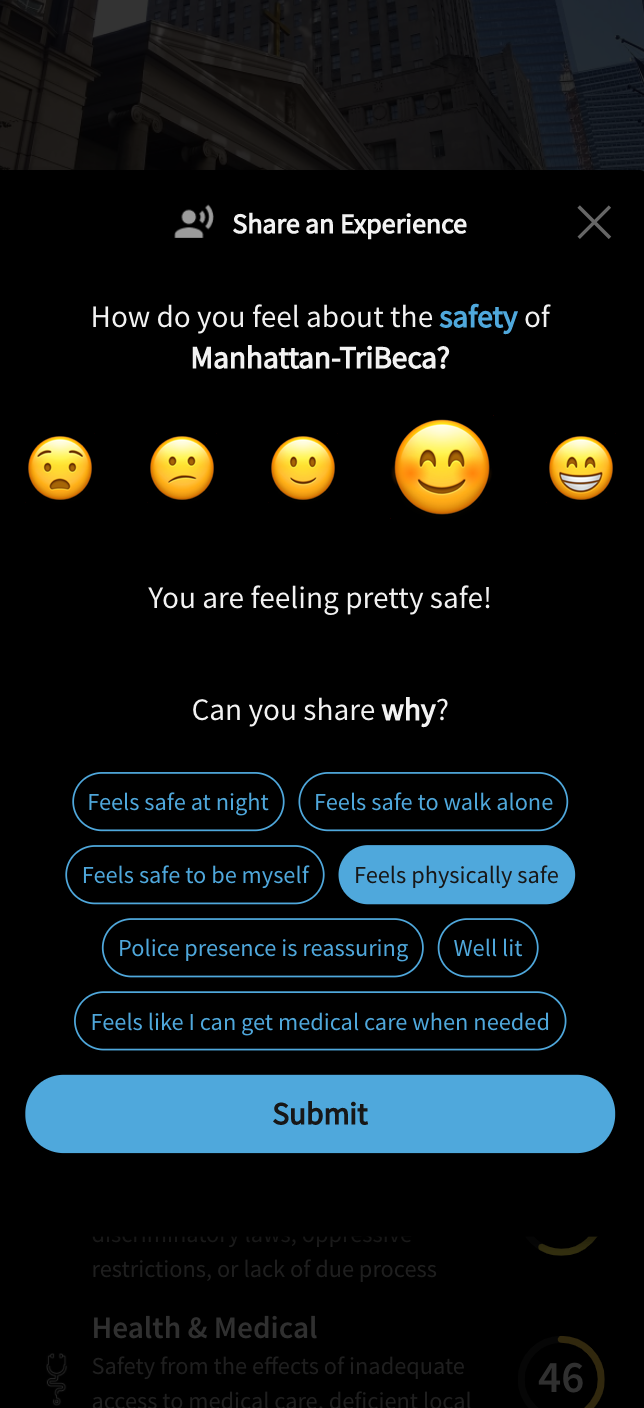 Share an Experience
How do you feel about the safety of
Manhattan-TriBeca?
You are feeling pretty safe!
Can you share why?
Feels safe at night
Feels safe to walk alone
Feels safe to be myself
Feels physically safe
Police presence is reassuring
Well lit
Feels like I can get medical care when needed
Submit
discriminatory laws, oppressive
restrictions, or lack of due process
Health & Medical
Safety from the effects of inadequate
46
access to medical care, deficient local